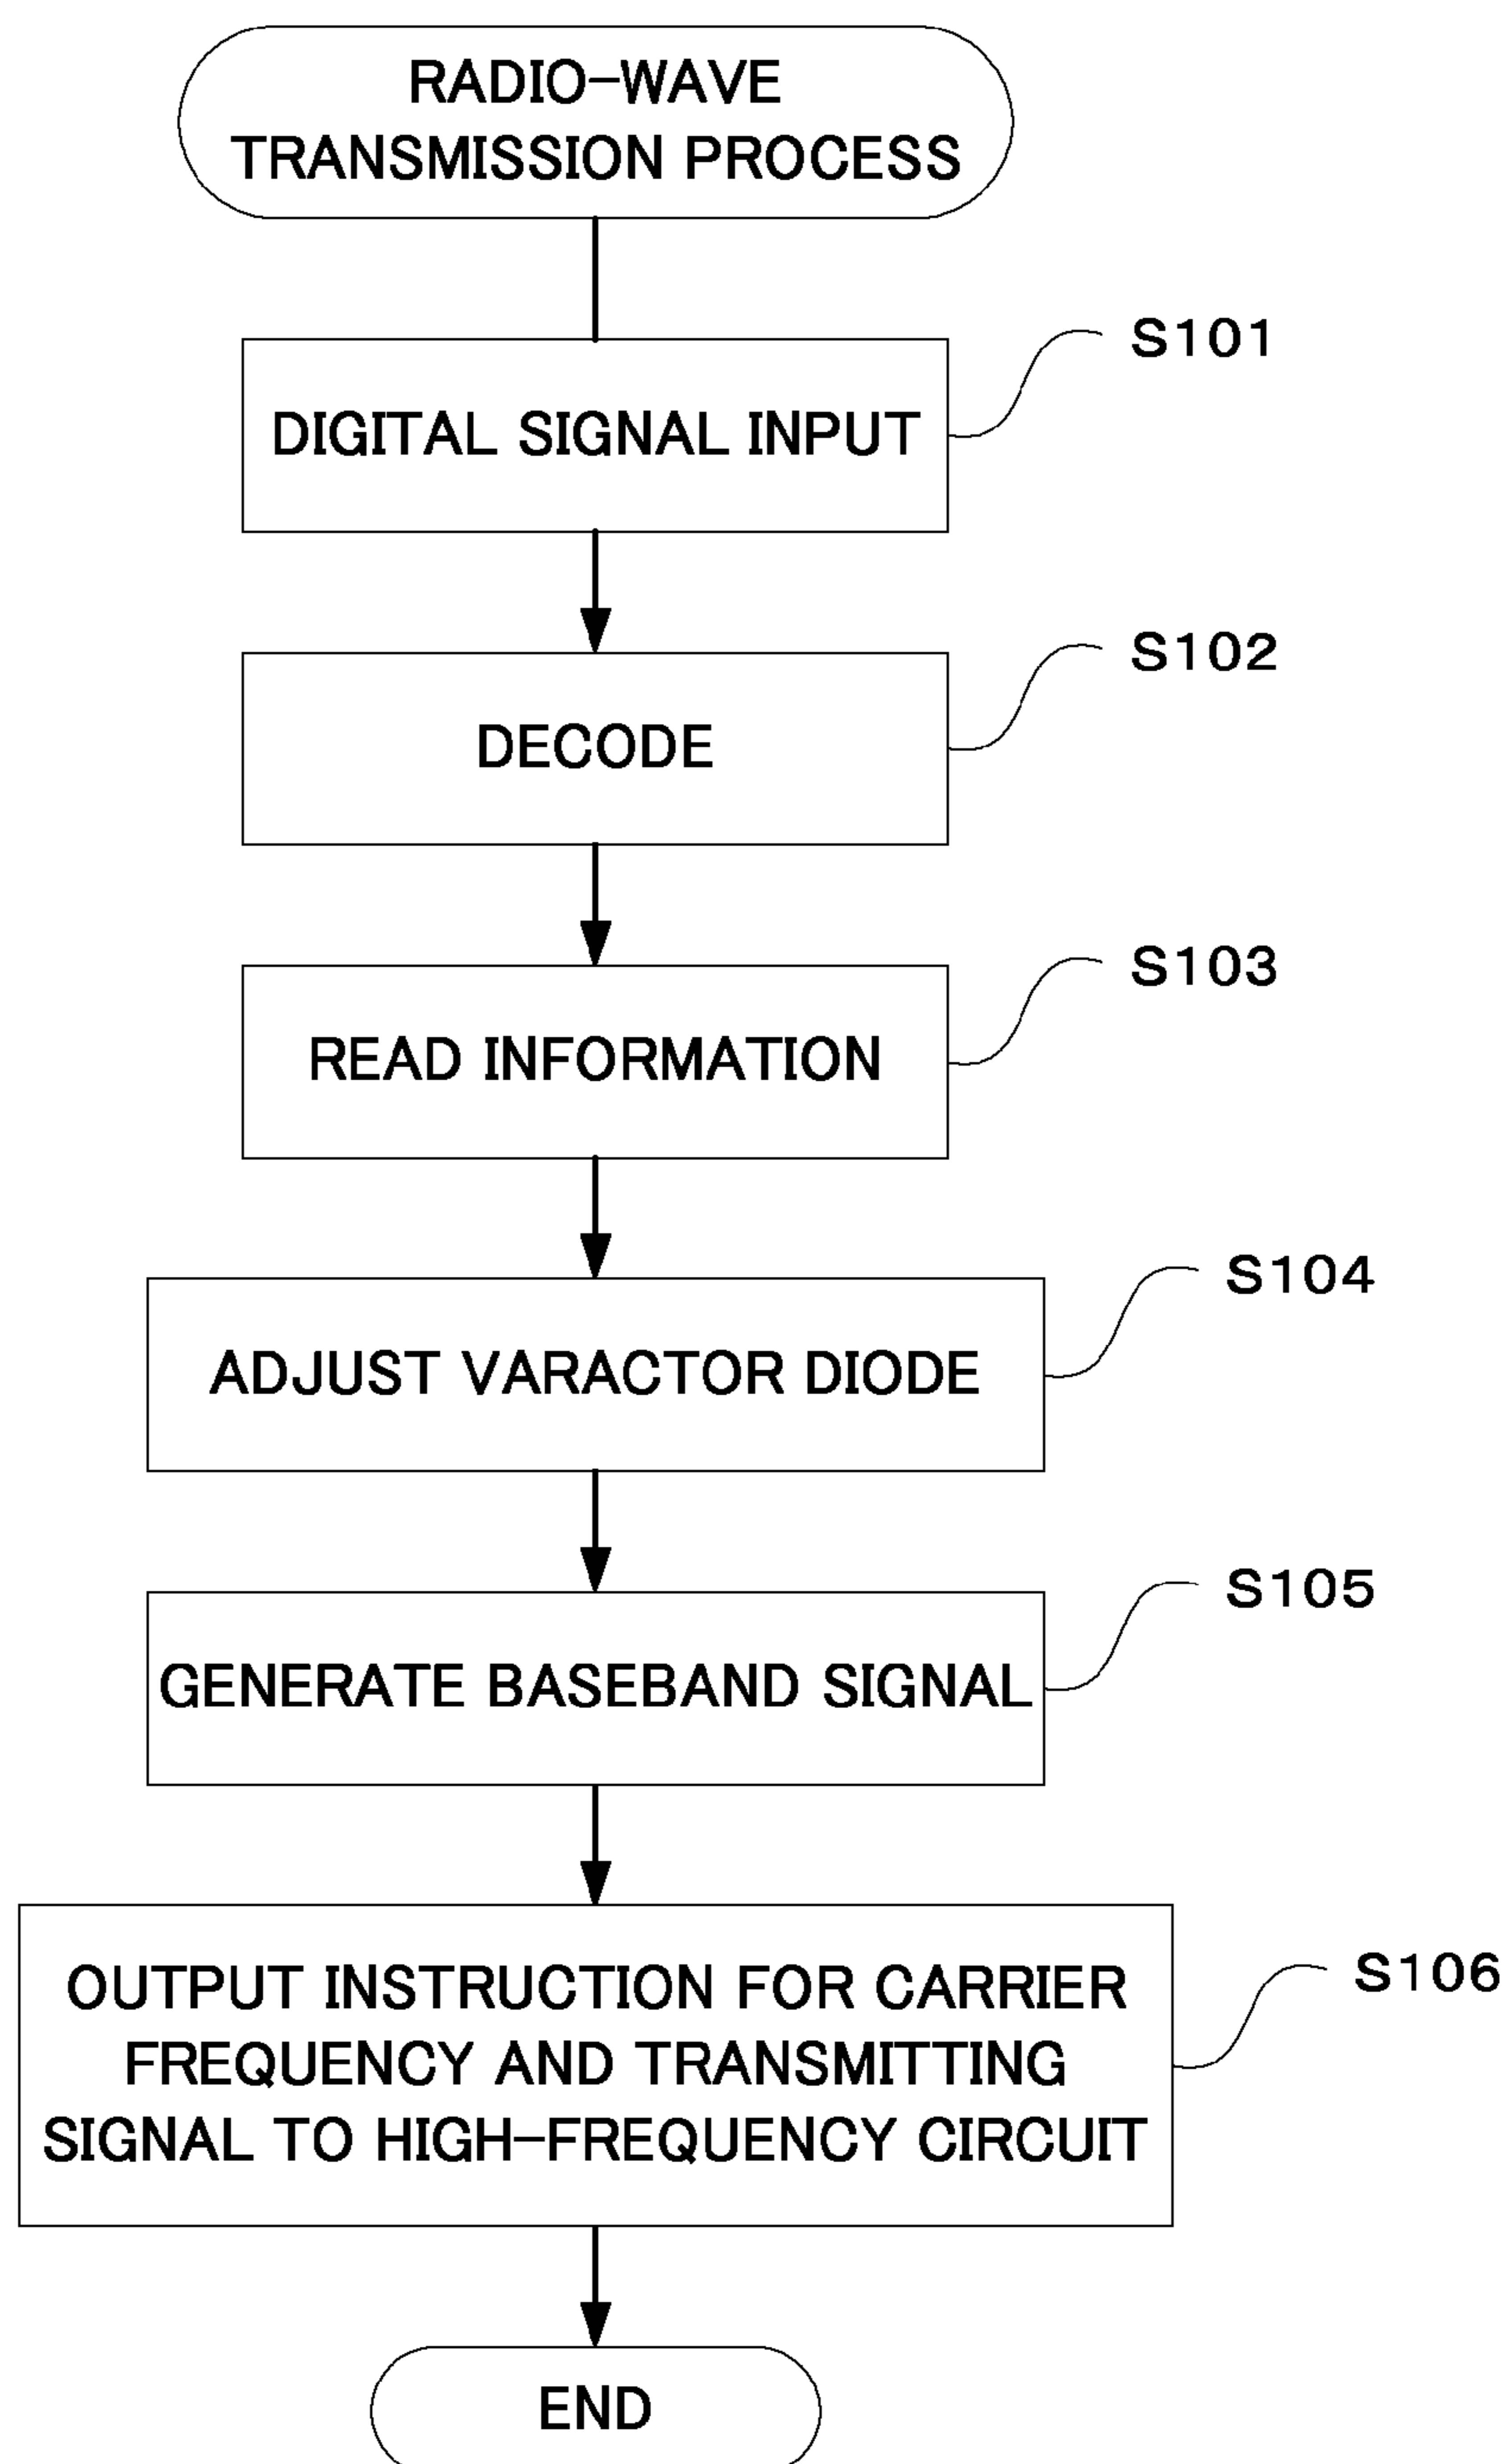 RADIO-WAVE
TRANSMISSION PROCESS
S101
DIGITAL SIGNAL INPUT
S102
DECODE
S103
READ INFORMATION
S104
ADJUST VARACTOR DIODE
S105
GENERATE BASEBAND SIGNAL
S106
OUTPUT INSTRUCTION FOR CARRIER
FREQUENCY AND TRANSMITTING
SIGNAL TO HIGH-FREQUENCY CIRCUIT
END